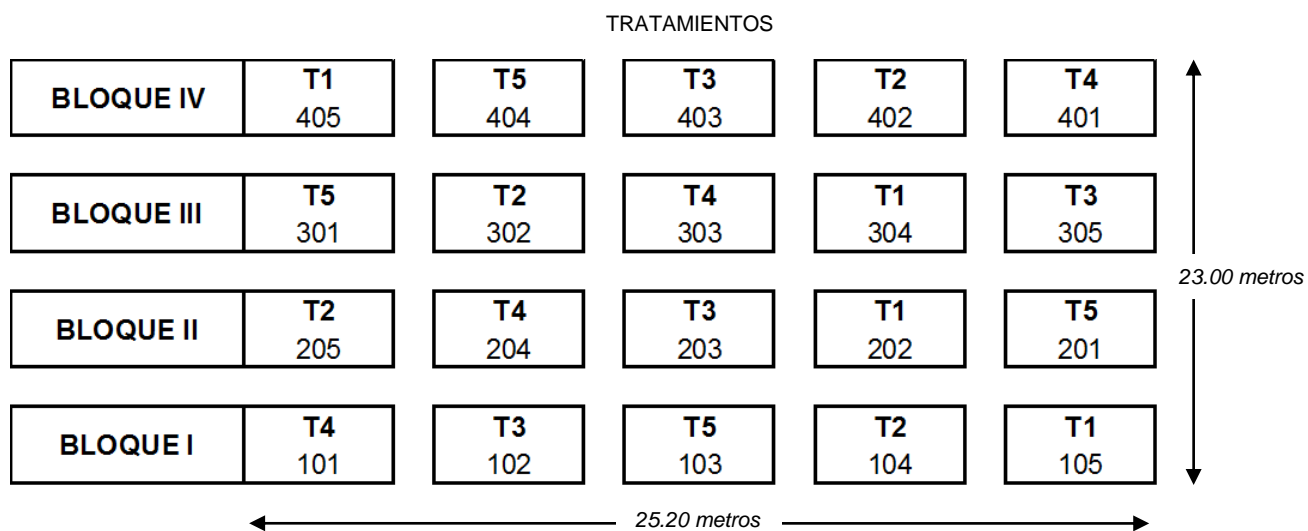 TRATAMIENTOS
BLOQUE IV T1 T5 T3 T2 T4
405 404 403 402 401
BLOQUE III T5 T2 T4 T1 T3
301 302 303 304 305
23.00 metros
BLOQUE II T2 T4 T3 T1 T5
205 204 203 202 201
BLOQUE I T4 T3 T5 T2 T1
101 102 103 104 105
25.20 metros